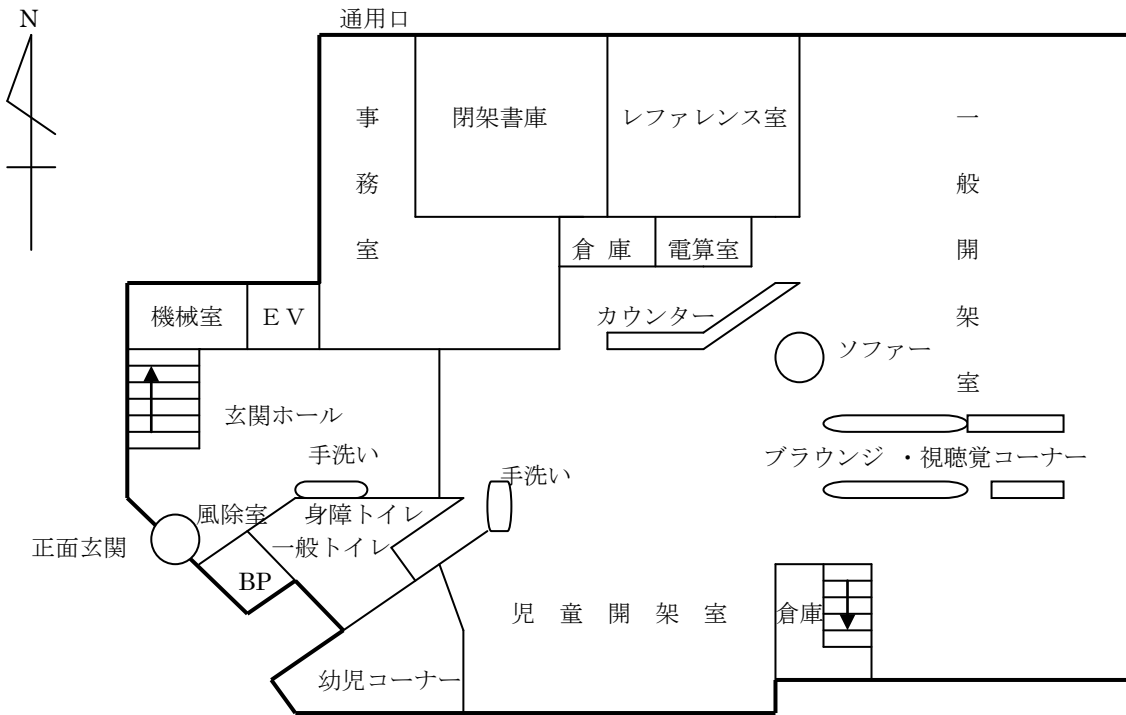 N
通用口
事務室
閉架書庫
レファレンス室
一般開架室
倉庫
電算室
機械室
ＥＶ
カウンター
ソファー
玄関ホール
手洗い
ブラウンジ ・視聴覚コーナー
手洗い
風除室
身障トイレ
正面玄関
一般トイレ
BP
児童開架室
倉庫
幼児コーナー